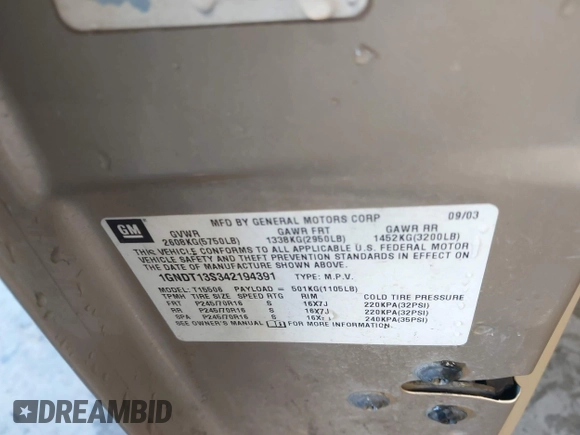 MFD BY GENERAL MOTORS CORP 09/03
GM
GVWR GAWR FRT GAWR RR
2608KG(5750LB) 1338KG(2950LB) 1452KG(3200LB)
THIS VEHICLE CONFORMS TO ALL APPLICABLE U.S. FEDERAL MOTOR
VEHICLE SAFETY AND THEFT PREVENTION STANDARDS IN EFFECT ON
THE DATE OF MANUFACTURE SHOWN ABOVE.
1GNDT13S342194391 TYPE: M.P.V.
MODEL: T15506 PAYLOAD = 501KG(1105LB)
TPMH TIRE SIZE SPEED RTG RIM COLD TIRE PRESSURE
FRT P245/70R16 S 16X7J 220KPA(32PSI)
RR P245/70R16 S 16X7J 220KPA(32PSI)
SPA P245/70R16 S 240KPA(35PSI)
SEE OWNER'S MANUAL FOR MORE INFORMATION
DREAMBID